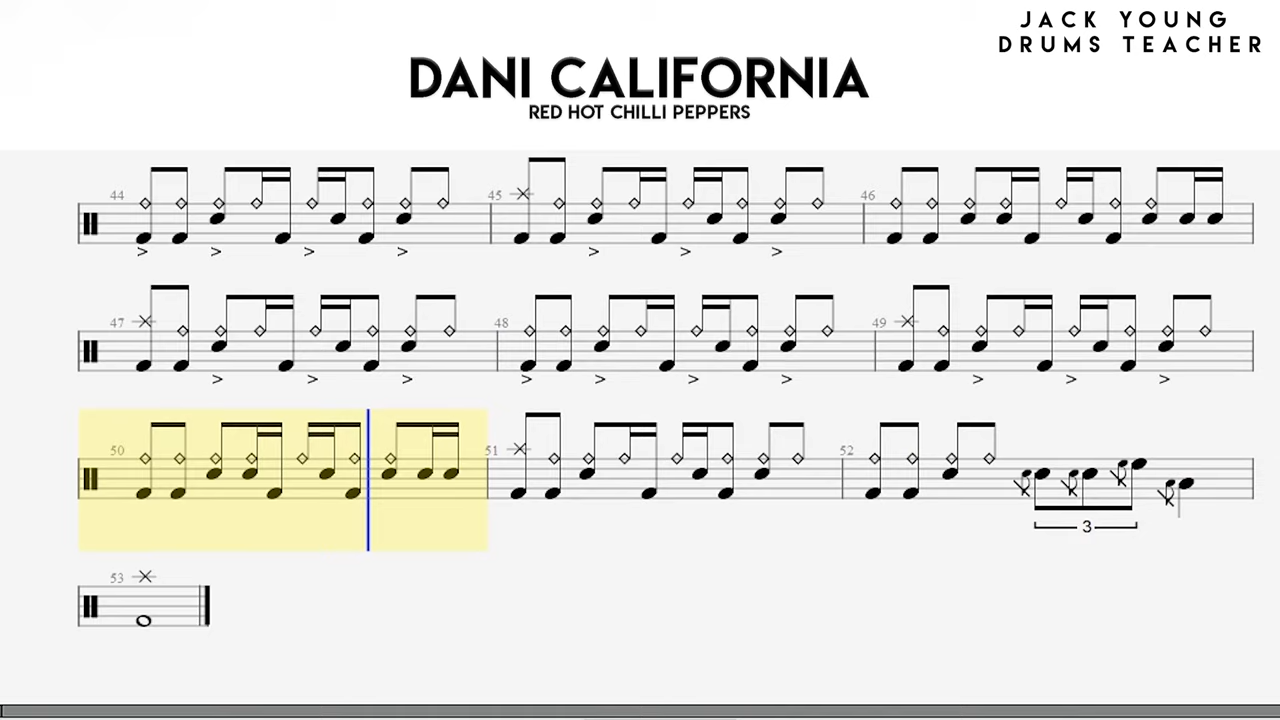 JACK YOUNG
DRUMS TEACHER
DANI CALIFORNIA
RED HOT CHILLI PEPPERS
44
45
46
47
48
49
50
51
52
3
53